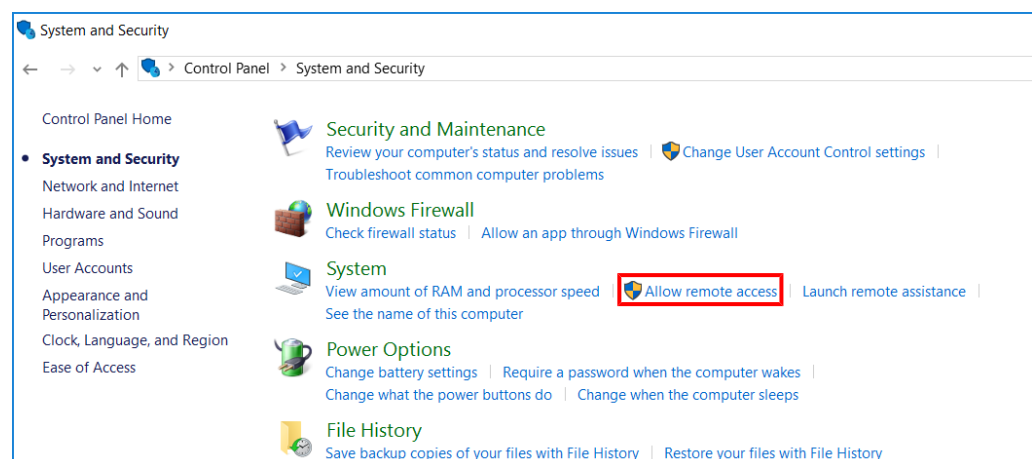 System and Security
Control Panel > System and Security
Control Panel Home
System and Security
Network and Internet
Hardware and Sound
Programs
User Accounts
Appearance and
Personalization
Clock, Language, and Region
Ease of Access
Security and Maintenance
Review your computer's status and resolve issues | Change User Account Control settings |
Troubleshoot common computer problems
Windows Firewall
Check firewall status | Allow an app through Windows Firewall
System
View amount of RAM and processor speed | Allow remote access | Launch remote assistance |
See the name of this computer
Power Options
Change battery settings | Require a password when the computer wakes |
Change what the power buttons do | Change when the computer sleeps
File History
Save backup copies of your files with File History | Restore your files with File History